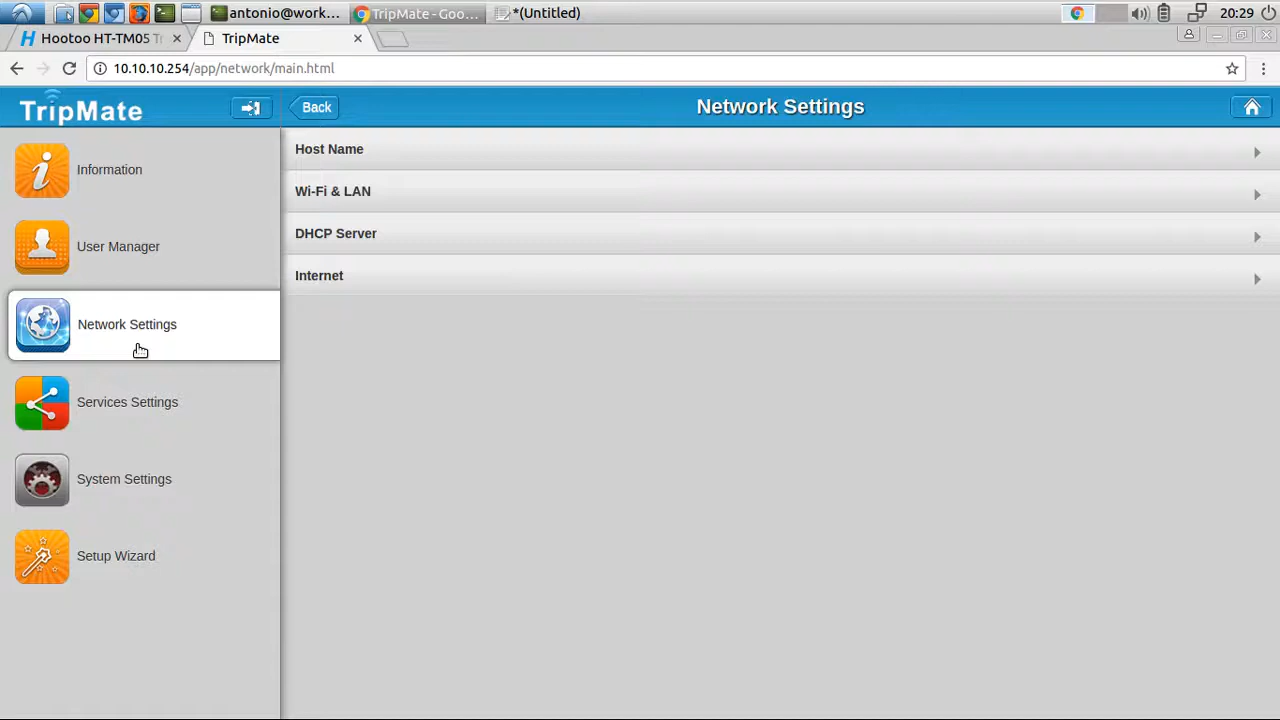 antonio@work...
TripMate - Goo...
*(Untitled)
20:29
Hootoo HT-TM05 Tr
TripMate
10.10.10.254/app/network/main.html
TripMate
Back
Network Settings
Information
User Manager
Network Settings
Services Settings
System Settings
Setup Wizard
Host Name
Wi-Fi & LAN
DHCP Server
Internet